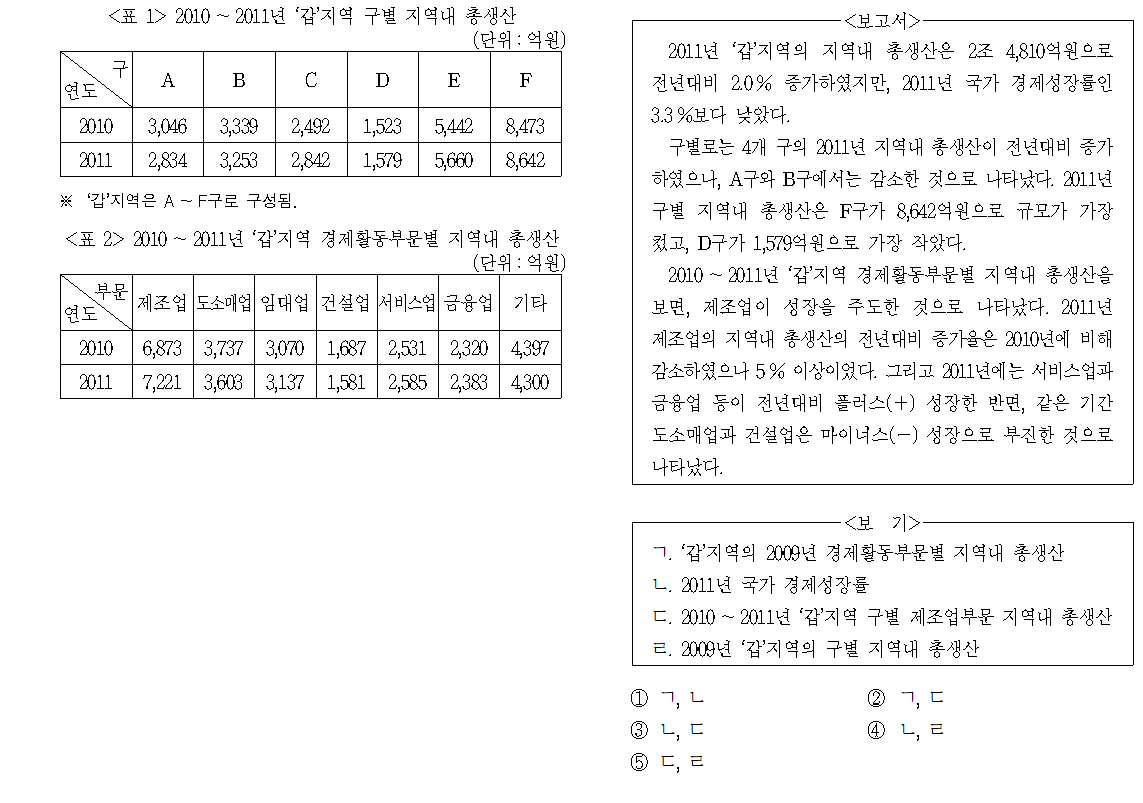 <표 1> 2010 ~ 2011년 ‘갑’지역 구별 지역내 총생산
(단위 : 억원)
구
연도 A B C D E F
2010 3,046 3,339 2,492 1,523 5,442 8,473
2011 2,834 3,253 2,842 1,579 5,660 8,642
※ ‘갑’지역은 A ~ F구로 구성됨.
<표 2> 2010 ~ 2011년 ‘갑’지역 경제활동부문별 지역내 총생산
(단위 : 억원)
부문
연도 제조업 도소매업 임대업 건설업 서비스업 금융업 기타
2010 6,873 3,737 3,070 1,687 2,531 2,320 4,397
2011 7,221 3,603 3,137 1,581 2,585 2,383 4,300
<보고서>
2011년 ‘갑’지역의 지역내 총생산은 2조 4,810억원으로
전년대비 2.0 % 증가하였지만, 2011년 국가 경제성장률인
3.3 %보다 낮았다.
구별로는 4개 구의 2011년 지역내 총생산이 전년대비 증가
하였으나, A구와 B구에서는 감소한 것으로 나타났다. 2011년
구별 지역내 총생산은 F구가 8,642억원으로 규모가 가장
컸고, D구가 1,579억원으로 가장 작았다.
2010 ~ 2011년 ‘갑’지역 경제활동부문별 지역내 총생산을
보면, 제조업이 성장을 주도한 것으로 나타났다. 2011년
제조업의 지역내 총생산의 전년대비 증가율은 2010년에 비해
감소하였으나 5 % 이상이었다. 그리고 2011년에는 서비스업과
금융업 등이 전년대비 플러스(+) 성장한 반면, 같은 기간
도소매업과 건설업은 마이너스(-) 성장으로 부진한 것으로
나타났다.
<보 기>
ㄱ. ‘갑’지역의 2009년 경제활동부문별 지역내 총생산
ㄴ. 2011년 국가 경제성장률
ㄷ. 2010 ~ 2011년 ‘갑’지역 구별 제조업부문 지역내 총생산
ㄹ. 2009년 ‘갑’지역의 구별 지역내 총생산
① ㄱ, ㄴ ② ㄱ, ㄷ
③ ㄴ, ㄷ ④ ㄴ, ㄹ
⑤ ㄷ, ㄹ